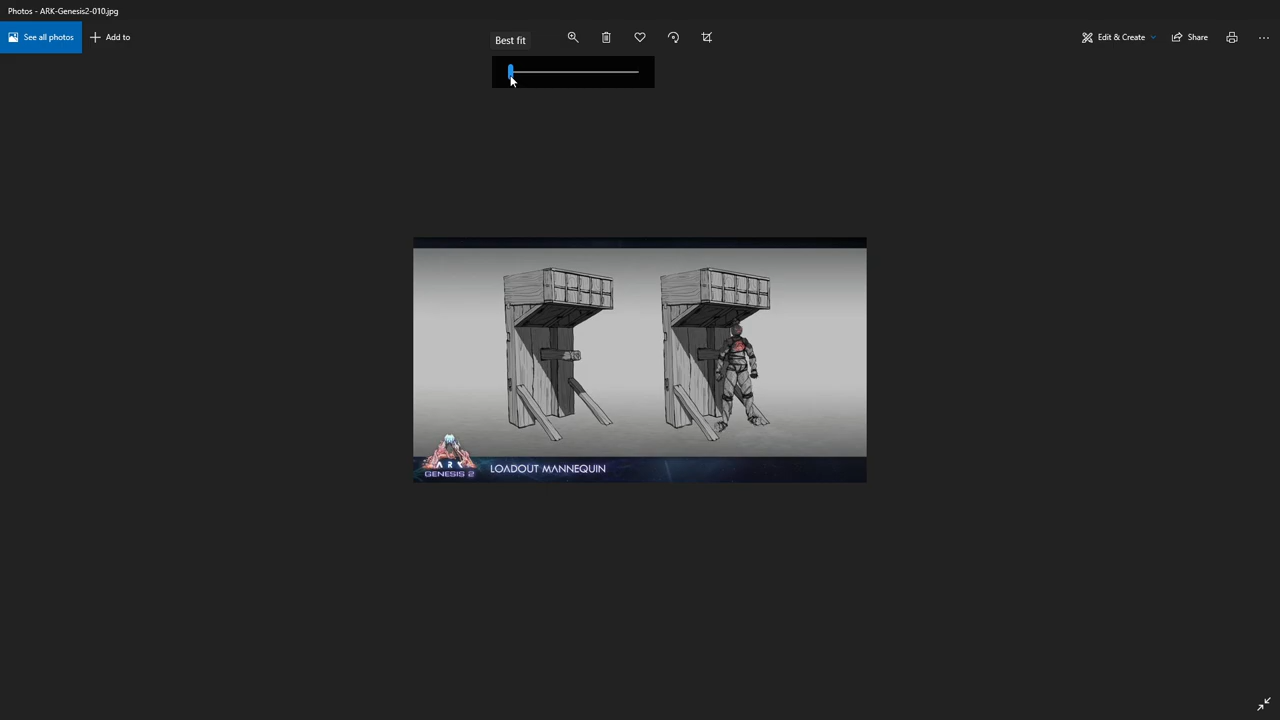 Photos - ARK-Genesis2-010.jpg
See all photos
Add to
Best fit
Edit & Create
Share
ARK
GENESIS 2
LOADOUT MANNEQUIN